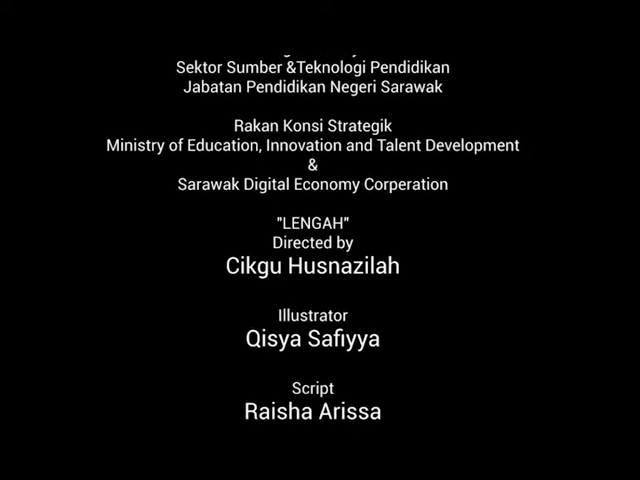 Sektor Sumber &Teknologi Pendidikan
Jabatan Pendidikan Negeri Sarawak
Rakan Konsi Strategik
Ministry of Education, Innovation and Talent Development
&
Sarawak Digital Economy Corperation
"LENGAH"
Directed by
Cikgu Husnazilah
Illustrator
Qisya Safiyya
Script
Raisha Arissa